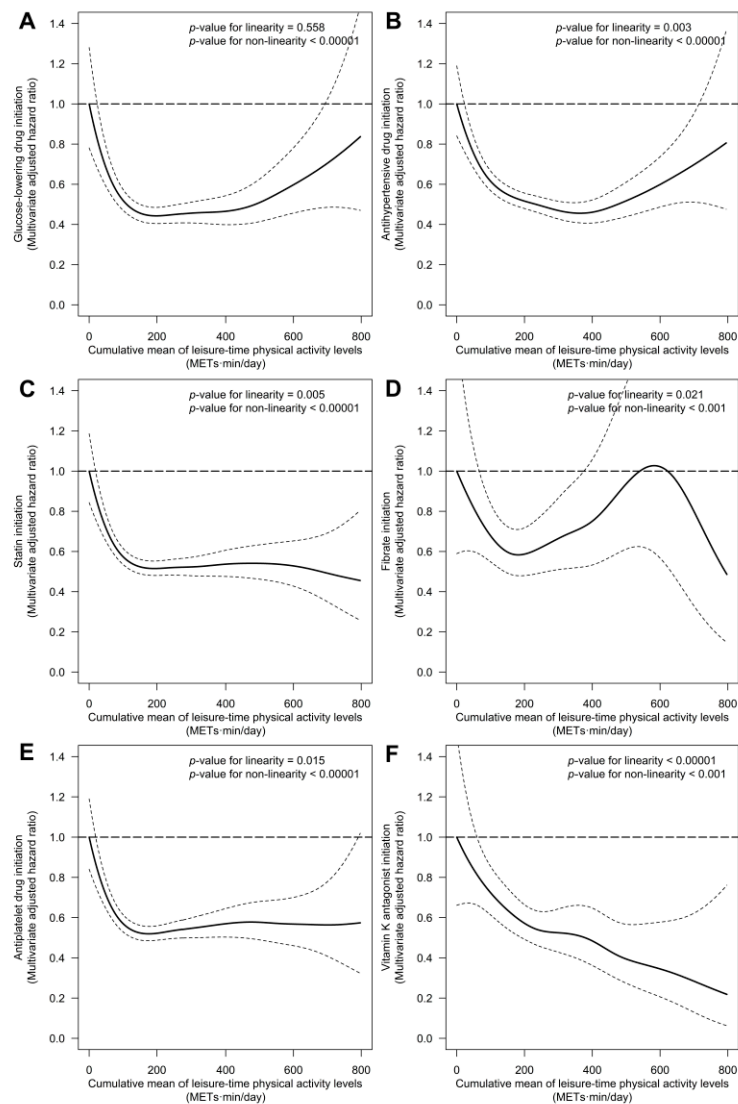 A
p-value for linearity = 0.558
p-value for non-linearity < 0.00001
Glucose-lowering drug initiation
(Multivariate adjusted hazard ratio)
1.4
1.2
1.0
0.8
0.6
0.4
0.2
0.0
0 200 400 600 800
Cumulative mean of leisure-time physical activity levels
(METs·min/day)
B
p-value for linearity = 0.003
p-value for non-linearity < 0.00001
Antihypertensive drug initiation
(Multivariate adjusted hazard ratio)
1.4
1.2
1.0
0.8
0.6
0.4
0.2
0.0
0 200 400 600 800
Cumulative mean of leisure-time physical activity levels
(METs·min/day)
C
p-value for linearity = 0.005
p-value for non-linearity < 0.00001
Statin initiation
(Multivariate adjusted hazard ratio)
1.4
1.2
1.0
0.8
0.6
0.4
0.2
0.0
0 200 400 600 800
Cumulative mean of leisure-time physical activity levels
(METs·min/day)
D
p-value for linearity = 0.021
p-value for non-linearity < 0.001
Fibrate initiation
(Multivariate adjusted hazard ratio)
1.4
1.2
1.0
0.8
0.6
0.4
0.2
0.0
0 200 400 600 800
Cumulative mean of leisure-time physical activity levels
(METs·min/day)
E
p-value for linearity = 0.015
p-value for non-linearity < 0.00001
Antiplatelet drug initiation
(Multivariate adjusted hazard ratio)
1.4
1.2
1.0
0.8
0.6
0.4
0.2
0.0
0 200 400 600 800
Cumulative mean of leisure-time physical activity levels
(METs·min/day)
F
p-value for linearity < 0.00001
p-value for non-linearity < 0.001
Vitamin K antagonist initiation
(Multivariate adjusted hazard ratio)
1.4
1.2
1.0
0.8
0.6
0.4
0.2
0.0
0 200 400 600 800
Cumulative mean of leisure-time physical activity levels
(METs·min/day)